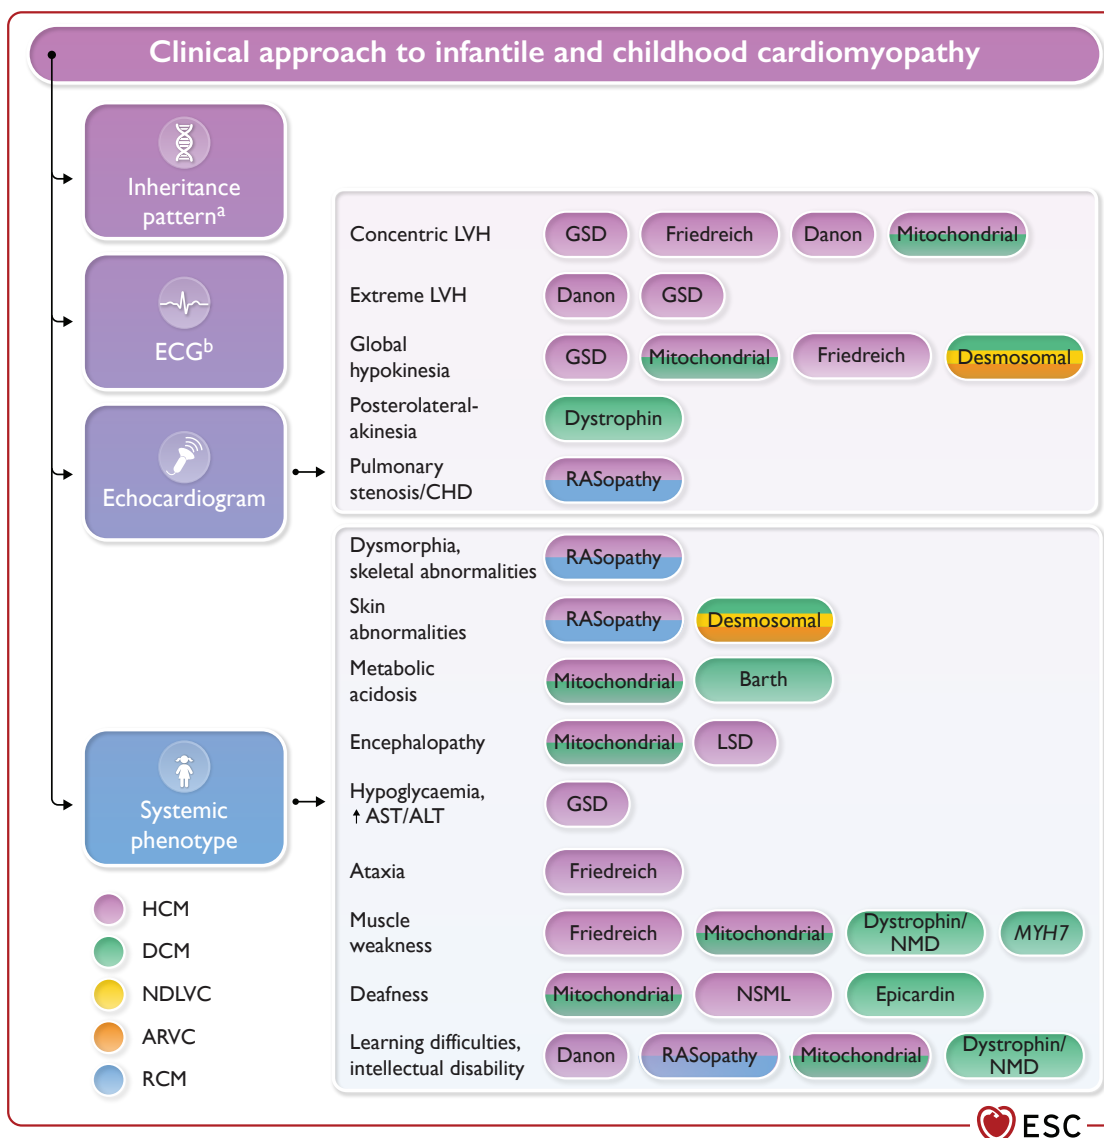 Clinical approach to infantile and childhood cardiomyopathy
Inheritance
pattern^a
ECG^b
Echocardiogram
Concentric LVH GSD Friedreich Danon Mitochondrial
Extreme LVH Danon GSD
Global
hypokinesia GSD Mitochondrial Friedreich Desmosomal
Posterolateral-
akinesia Dystrophin
Pulmonary
stenosis/CHD RASopathy
Systemic
phenotype
Dysmorphia,
skeletal abnormalities RASopathy
Skin
abnormalities RASopathy Desmosomal
Metabolic
acidosis Mitochondrial Barth
Encephalopathy Mitochondrial LSD
Hypoglycaemia,
↑ AST/ALT GSD
Ataxia Friedreich
Muscle
weakness Friedreich Mitochondrial Dystrophin/
NMD MYH7
Deafness Mitochondrial NSML Epicardin
Learning difficulties,
intellectual disability Danon RASopathy Mitochondrial Dystrophin/
NMD
HCM
DCM
NDLVC
ARVC
RCM
ESC